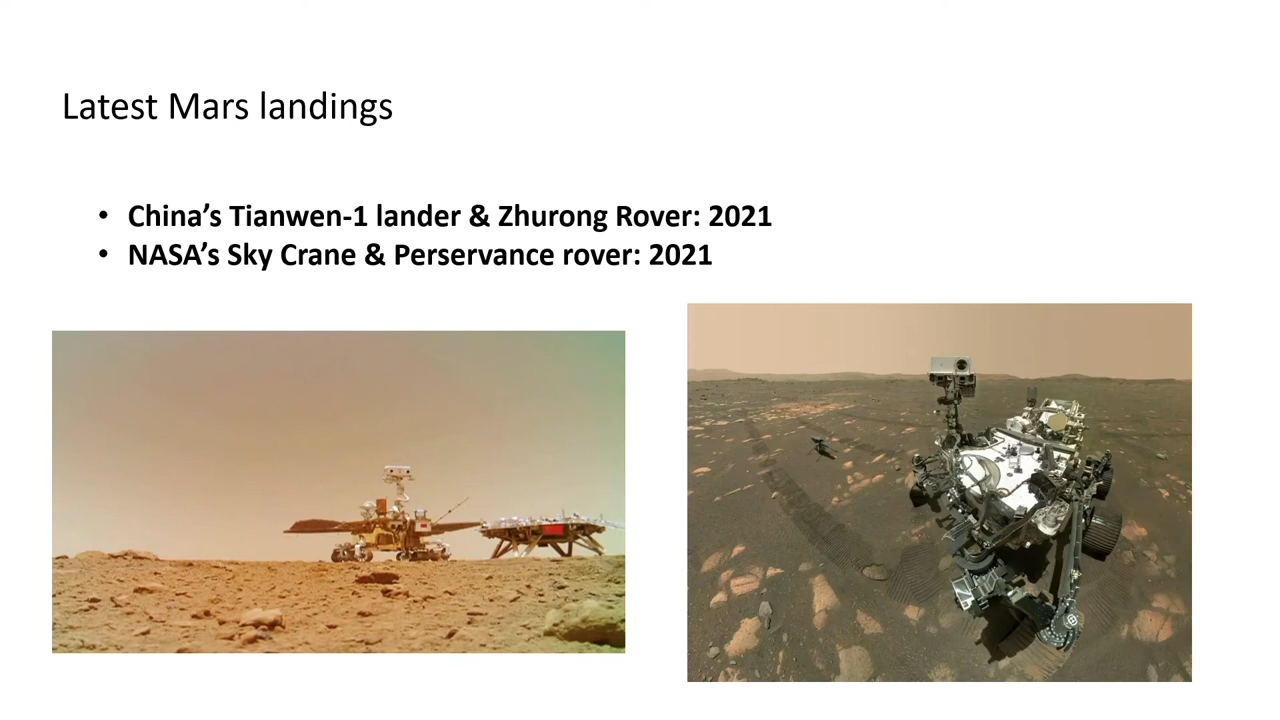 Latest Mars landings
• China’s Tianwen-1 lander & Zhurong Rover: 2021
• NASA’s Sky Crane & Perservance rover: 2021